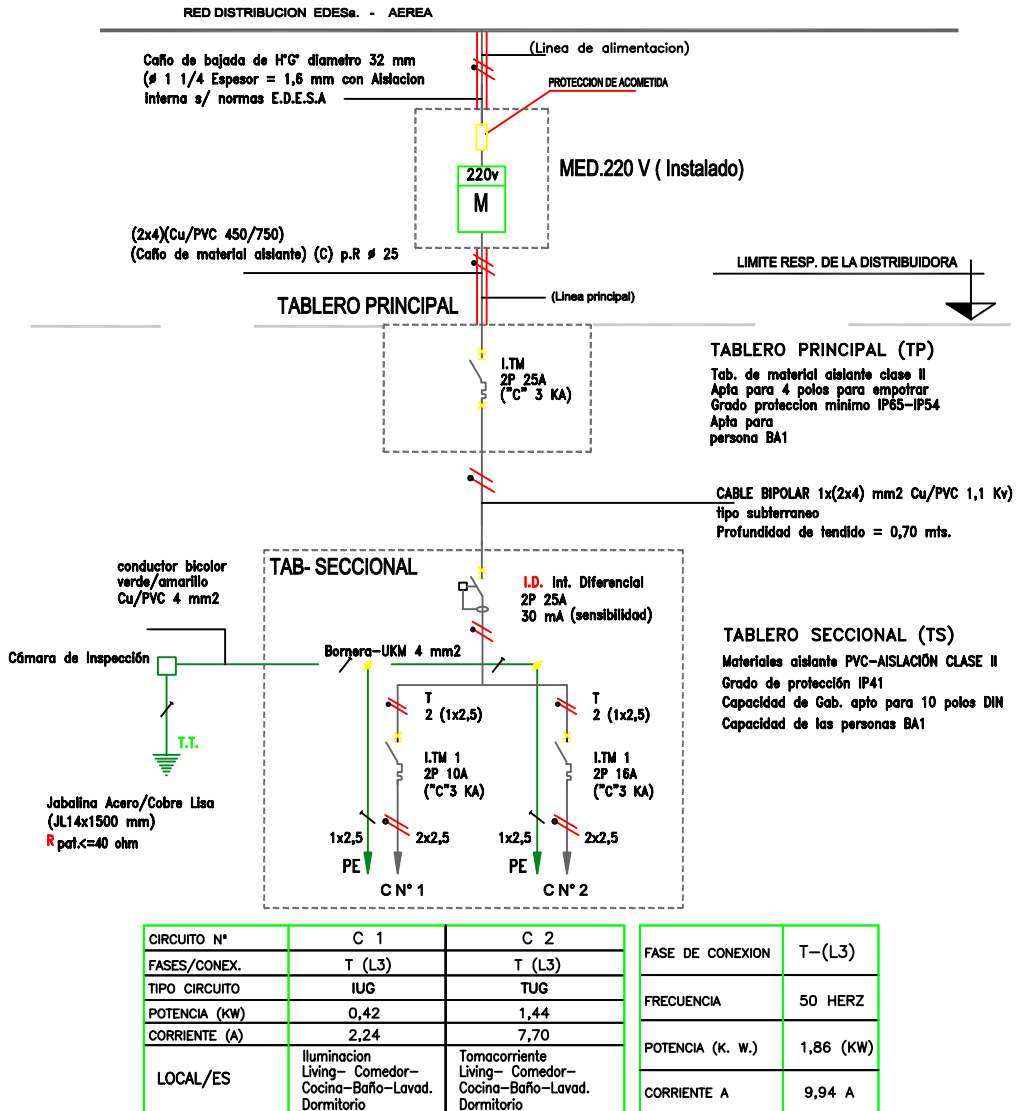 RED DISTRIBUCION EDESa. - AEREA
(Linea de alimentacion)
Caño de bajada de H°G° diametro 32 mm
(ø 1 1/4 Espesor = 1,6 mm con Aislacion
interna s/ normas E.D.E.S.A
PROTECCION DE ACOMETIDA
220v
M
MED.220 V ( Instalado)
(2x4)(Cu/PVC 450/750)
(Caño de material aislante) (C) p.R ø 25
LIMITE RESP. DE LA DISTRIBUIDORA
TABLERO PRINCIPAL
(Linea principal)
I.TM
2P 25A
("C" 3 KA)
TABLERO PRINCIPAL (TP)
Tab. de material aislante clase II
Apta para 4 polos para empotrar
Grado proteccion minimo IP65-IP54
Apta para
persona BA1
CABLE BIPOLAR 1x(2x4) mm2 Cu/PVC 1,1 Kv)
tipo subterraneo
Profundidad de tendido = 0,70 mts.
TAB- SECCIONAL
conductor bicolor
verde/amarillo
Cu/PVC 4 mm2
I.D. Int. Diferencial
2P 25A
30 mA (sensibilidad)
Cámara de Inspección
Bornera-UKM 4 mm2
TABLERO SECCIONAL (TS)
Materiales aislante PVC-AISLACIÓN CLASE II
Grado de protección IP41
Capacidad de Gab. apto para 10 polos DIN
Capacidad de las personas BA1
T
2 (1x2,5)
T
2 (1x2,5)
T.T.
I.TM 1
2P 10A
("C"3 KA)
I.TM 1
2P 16A
("C"3 KA)
Jabalina Acero/Cobre Lisa
(JL14x1500 mm)
R pat.<=40 ohm
1x2,5
2x2,5
1x2,5
2x2,5
PE
PE
C N° 1
C N° 2
CIRCUITO N° C 1 C 2
FASES/CONEX. T (L3) T (L3)
TIPO CIRCUITO IUG TUG
POTENCIA (KW) 0,42 1,44
CORRIENTE (A) 2,24 7,70
LOCAL/ES
Iluminacion
Living- Comedor-
Cocina-Baño-Lavad.
Dormitorio
Tomacorriente
Living- Comedor-
Cocina-Baño-Lavad.
Dormitorio
FASE DE CONEXION T-(L3)
FRECUENCIA 50 HERZ
POTENCIA (K. W.) 1,86 (KW)
CORRIENTE A 9,94 A